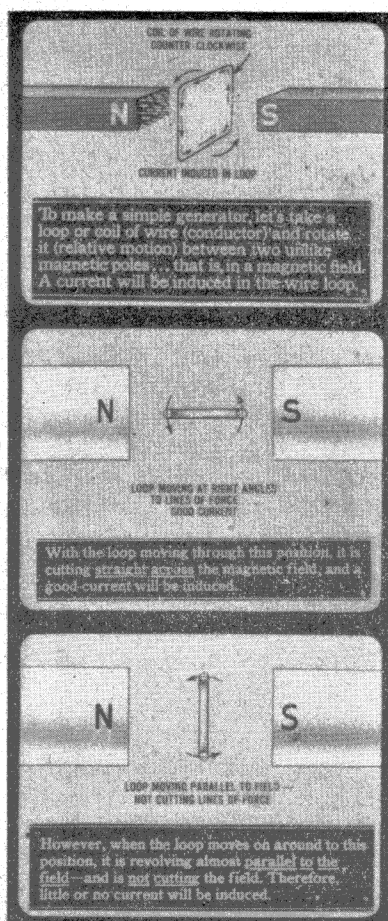 COIL OF WIRE ROTATING
COUNTER CLOCKWISE
N
S
CURRENT INDUCED IN LOOP
To make a simple generator, let's take a
loop or coil of wire (conductor) and rotate
it (relative motion) between two unlike
magnetic poles... that is, in a magnetic field.
A current will be induced in the wire loop.
N
S
LOOP MOVING AT RIGHT ANGLES
TO LINES OF FORCE
GOOD CURRENT
With the loop moving through this position, it is
cutting straight across the magnetic field, and a
good current will be induced.
N
S
LOOP MOVING PARALLEL TO FIELD—
NOT CUTTING LINES OF FORCE
However, when the loop moves on around to this
position, it is revolving almost parallel to the
field—and is not cutting the field. Therefore,
little or no current will be induced.